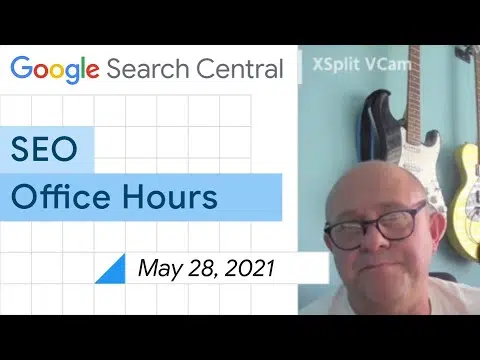 Google Search Central
XSplit VCam
SEO
Office Hours
May 28, 2021